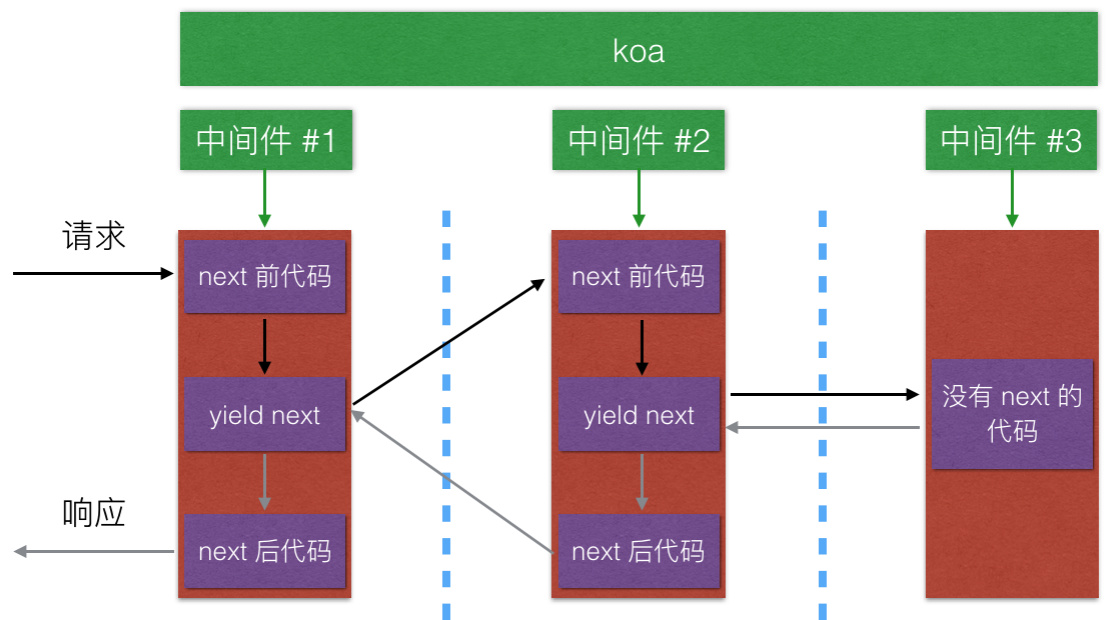 koa
中间件 #1
中间件 #2
中间件 #3
请求
next 前代码
next 前代码
yield next
yield next
没有 next 的
代码
响应
next 后代码
next 后代码